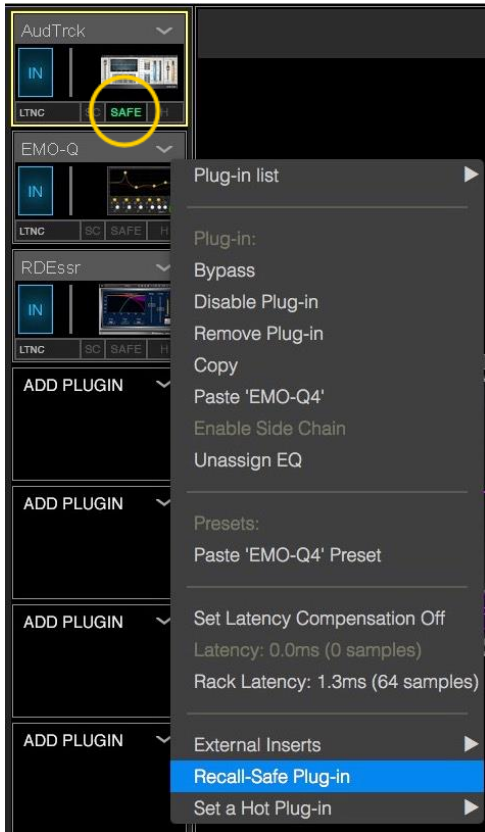 AudTrck
IN
LTNC SC SAFE H
EMO-Q
IN
LTNC SC SAFE H
RDEssr
IN
LTNC SC SAFE H
ADD PLUGIN
ADD PLUGIN
ADD PLUGIN
ADD PLUGIN
Plug-in list
Plug-in:
Bypass
Disable Plug-in
Remove Plug-in
Copy
Paste 'EMO-Q4'
Enable Side Chain
Unassign EQ
Presets:
Paste 'EMO-Q4' Preset
Set Latency Compensation Off
Latency: 0.0ms (0 samples)
Rack Latency: 1.3ms (64 samples)
External Inserts
Recall-Safe Plug-in
Set a Hot Plug-in